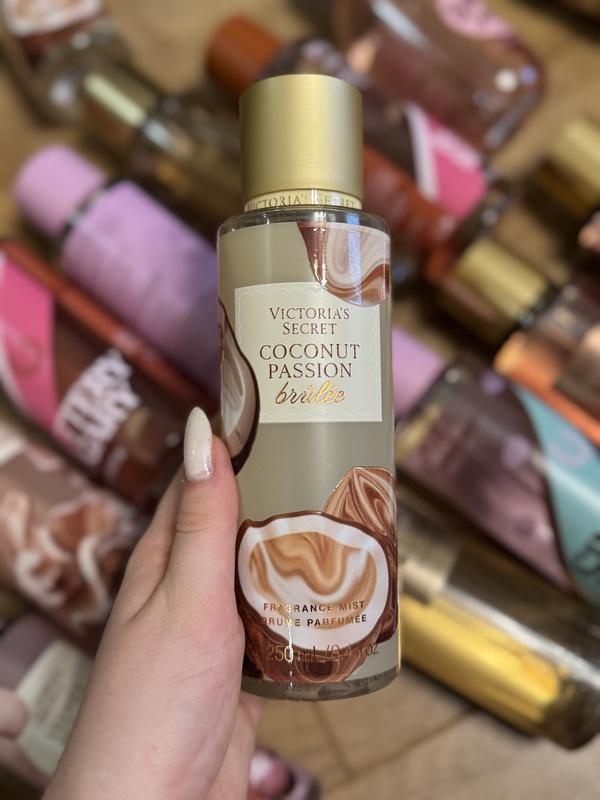 VICTORIA'S SECRET
VICTORIA'S
SECRET
COCONUT
PASSION
brûlée
FRAGRANCE MIST
BRUME PARFUMÉE
250 mL /8.4 fl oz